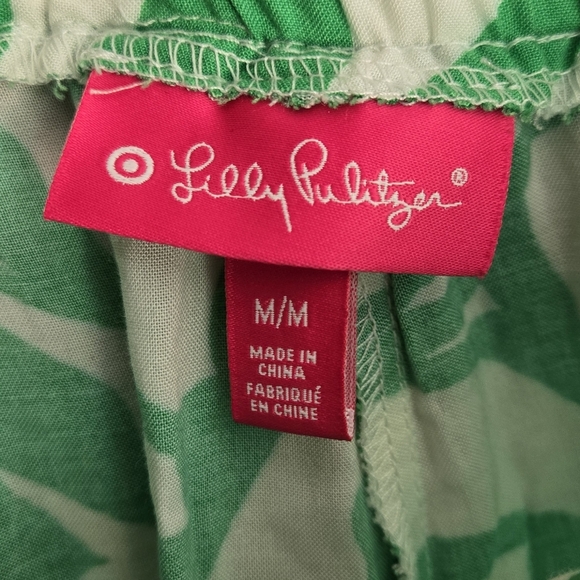 Lilly Pulitzer®
M/M
MADE IN
CHINA
FABRIQUÉ
EN CHINE